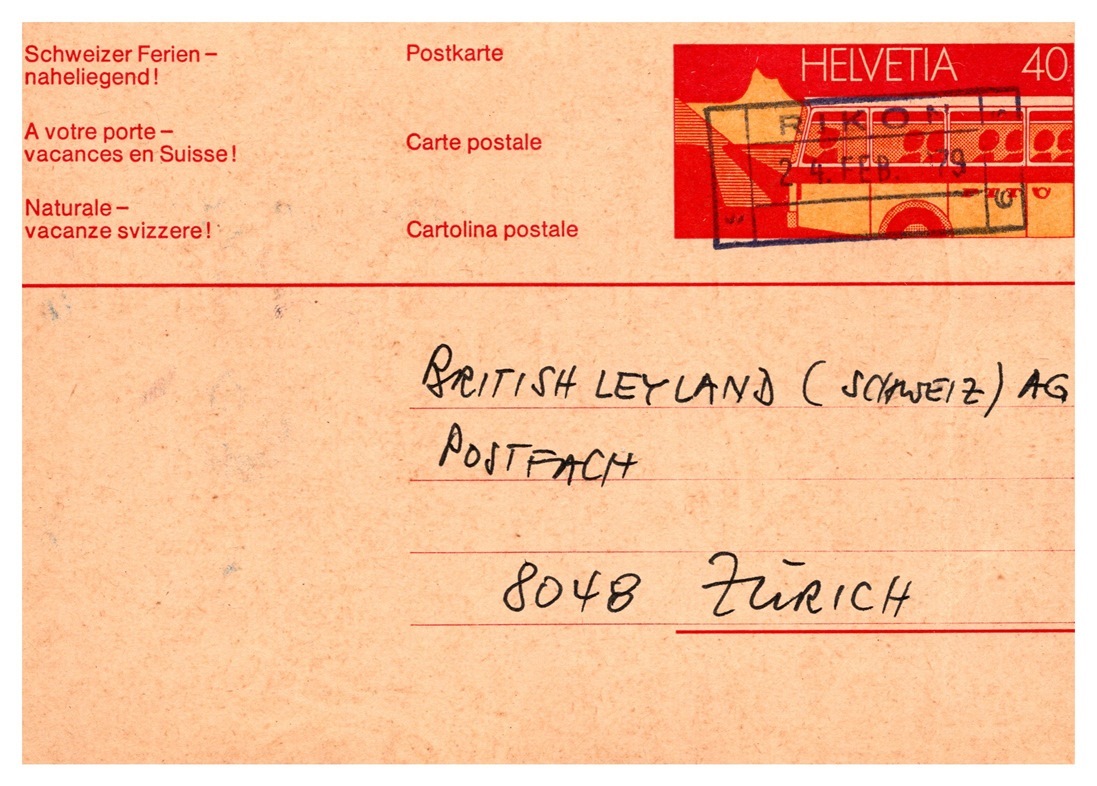 Schweizer Ferien –
naheliegend!
A votre porte –
vacances en Suisse!
Naturale –
vacanze svizzere!
Postkarte
Carte postale
Cartolina postale
HELVETIA 40
RIKON
24. FEB. 79
BRITISH LEYLAND (SCHWEIZ) AG
POSTFACH
8048 ZÜRICH